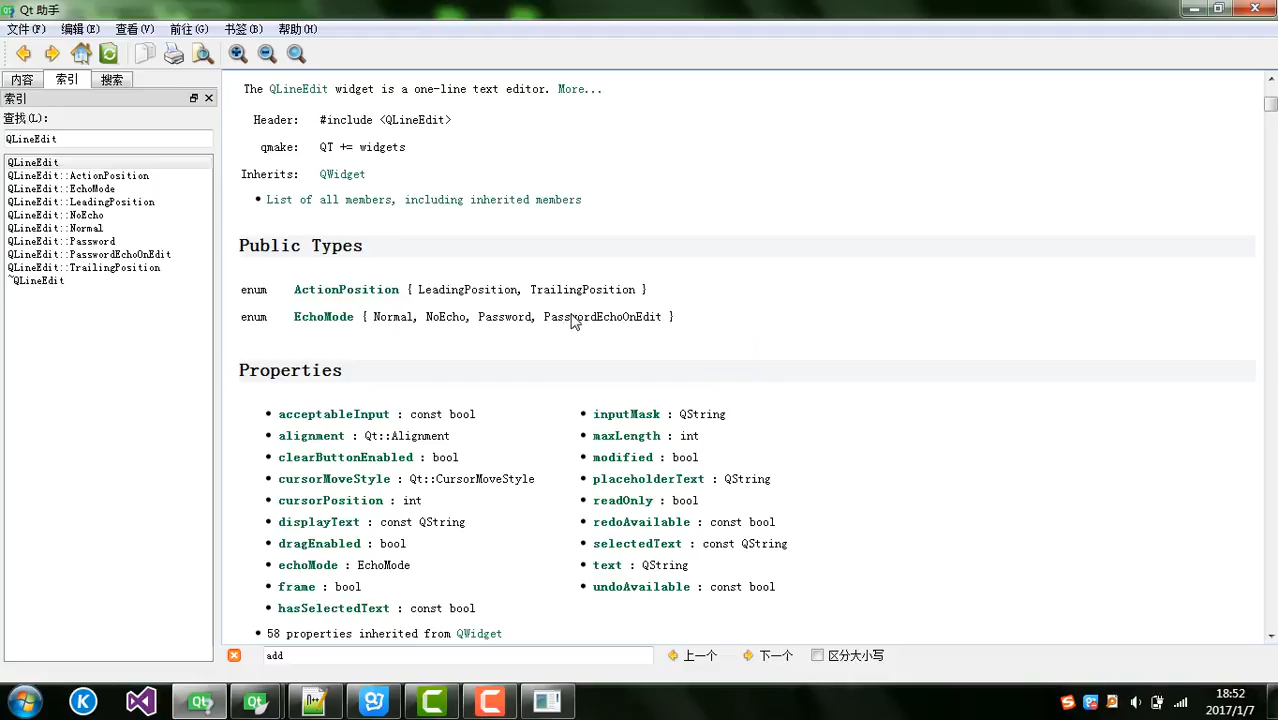 Qt 助手
文件(F) 编辑(E) 查看(V) 前往(G) 书签(B) 帮助(H)
内容 索引 搜索
索引
查找(L):
QLineEdit
QLineEdit
QLineEdit::ActionPosition
QLineEdit::EchoMode
QLineEdit::LeadingPosition
QLineEdit::NoEcho
QLineEdit::Normal
QLineEdit::Password
QLineEdit::PasswordEchoOnEdit
QLineEdit::TrailingPosition
~QLineEdit
The QLineEdit widget is a one-line text editor. More...
Header: #include <QLineEdit>
qmake: QT += widgets
Inherits: QWidget
• List of all members, including inherited members
Public Types
enum ActionPosition { LeadingPosition, TrailingPosition }
enum EchoMode { Normal, NoEcho, Password, PasswordEchoOnEdit }
Properties
• acceptableInput : const bool
• alignment : Qt::Alignment
• clearButtonEnabled : bool
• cursorMoveStyle : Qt::CursorMoveStyle
• cursorPosition : int
• displayText : const QString
• dragEnabled : bool
• echoMode : EchoMode
• frame : bool
• hasSelectedText : const bool
• inputMask : QString
• maxLength : int
• modified : bool
• placeholderText : QString
• readOnly : bool
• redoAvailable : const bool
• selectedText : const QString
• text : QString
• undoAvailable : const bool
• 58 properties inherited from QWidget
add 上一个 下一个 区分大小写
18:52
2017/1/7